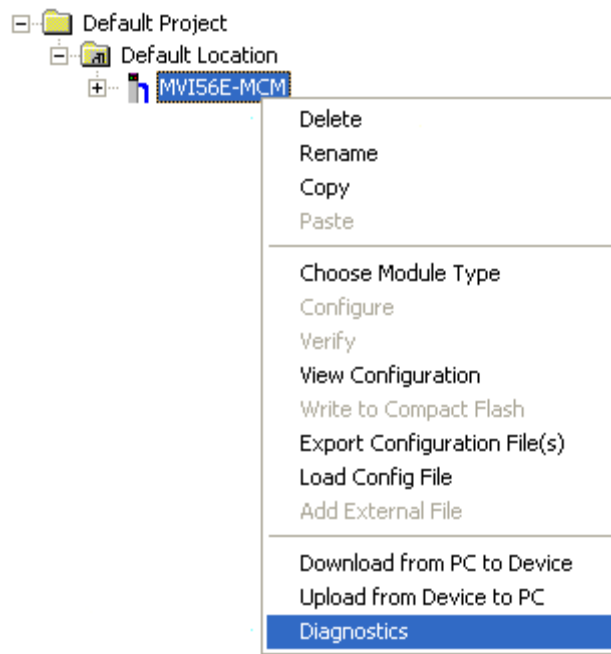 Default Project
Default Location
MVI56E-MCM
Delete
Rename
Copy
Paste
Choose Module Type
Configure
Verify
View Configuration
Write to Compact Flash
Export Configuration File(s)
Load Config File
Add External File
Download from PC to Device
Upload from Device to PC
Diagnostics